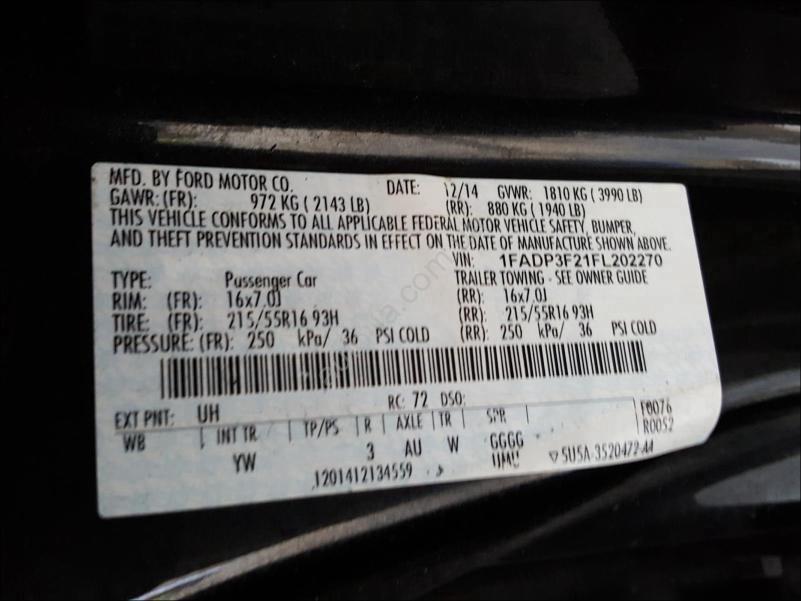 MFD. BY FORD MOTOR CO. DATE: 12/14 GVWR: 1810 KG ( 3990 LB)
GAWR: (FR): 972 KG ( 2143 LB) (RR): 880 KG ( 1940 LB)
THIS VEHICLE CONFORMS TO ALL APPLICABLE FEDERAL MOTOR VEHICLE SAFETY, BUMPER,
AND THEFT PREVENTION STANDARDS IN EFFECT ON THE DATE OF MANUFACTURE SHOWN ABOVE.
VIN: 1FADP3F21FL202270
TYPE: Passenger Car TRAILER TOWING - SEE OWNER GUIDE
RIM: (FR): 16x7.0J (RR): 16x7.0J
TIRE: (FR): 215/55R16 93H (RR): 215/55R16 93H
PRESSURE: (FR): 250 kPa/ 36 PSI COLD (RR): 250 kPa/ 36 PSI COLD
RC: 72 DSO:
EXT PNT: UH F0076
WB INT TR TP/PS R AXLE TR SPR R0052
YW 3 AU W GGGG
UMU
1201412134559 5U5A-3520472-AA